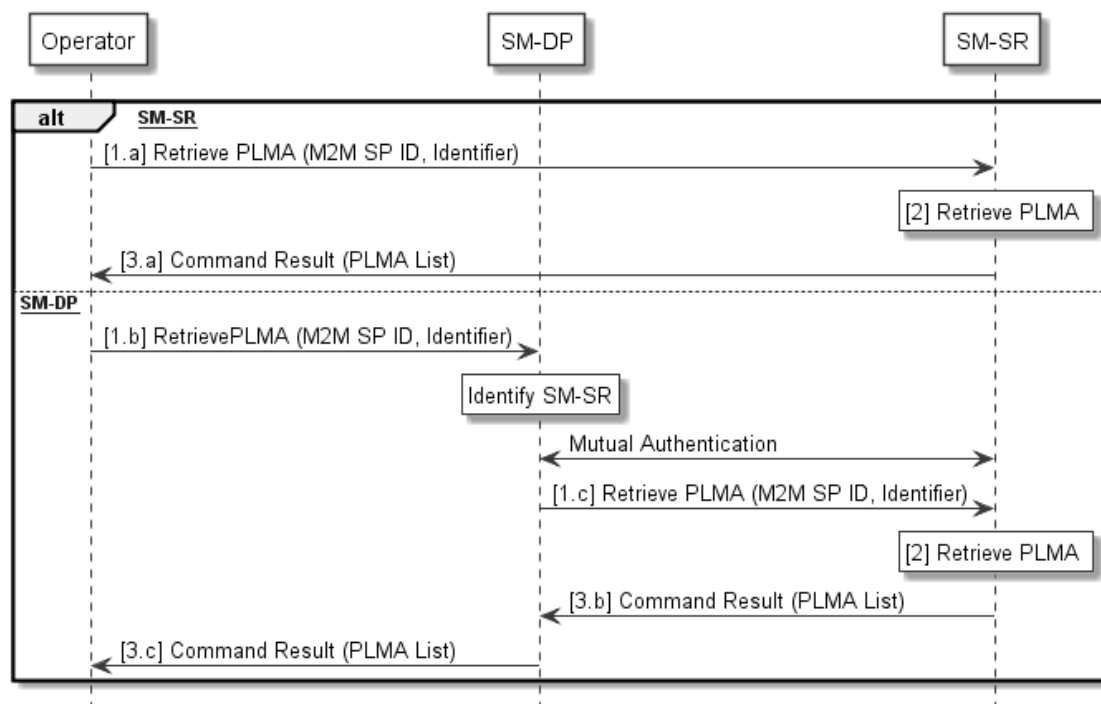 Operator
SM-DP
SM-SR
alt
SM-SR
[1.a] Retrieve PLMA (M2M SP ID, Identifier)
[2] Retrieve PLMA
[3.a] Command Result (PLMA List)
SM-DP
[1.b] RetrievePLMA (M2M SP ID, Identifier)
Identify SM-SR
Mutual Authentication
[1.c] Retrieve PLMA (M2M SP ID, Identifier)
[2] Retrieve PLMA
[3.b] Command Result (PLMA List)
[3.c] Command Result (PLMA List)